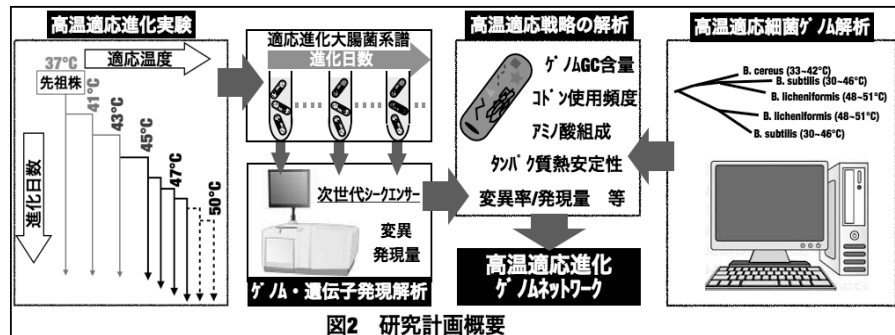 高温適応進化実験
37°C
適応温度
先祖株
41°C
43°C
45°C
47°C
50°C
進化日数
適応進化大腸菌系譜
進化日数
次世代シークエンサー
変異
発現量
ゲノム・遺伝子発現解析
高温適応戦略の解析
ゲノムGC含量
コドン使用頻度
アミノ酸組成
タンパク質熱安定性
変異率/発現量 等
高温適応進化
ゲノムネットワーク
高温適応細菌ゲノム解析
B. cereus (33~42°C)
B. subtilis (30~46°C)
B. licheniformis (48~51°C)
B. licheniformis (48~51°C)
B. subtilis (30~46°C)
図2 研究計画概要